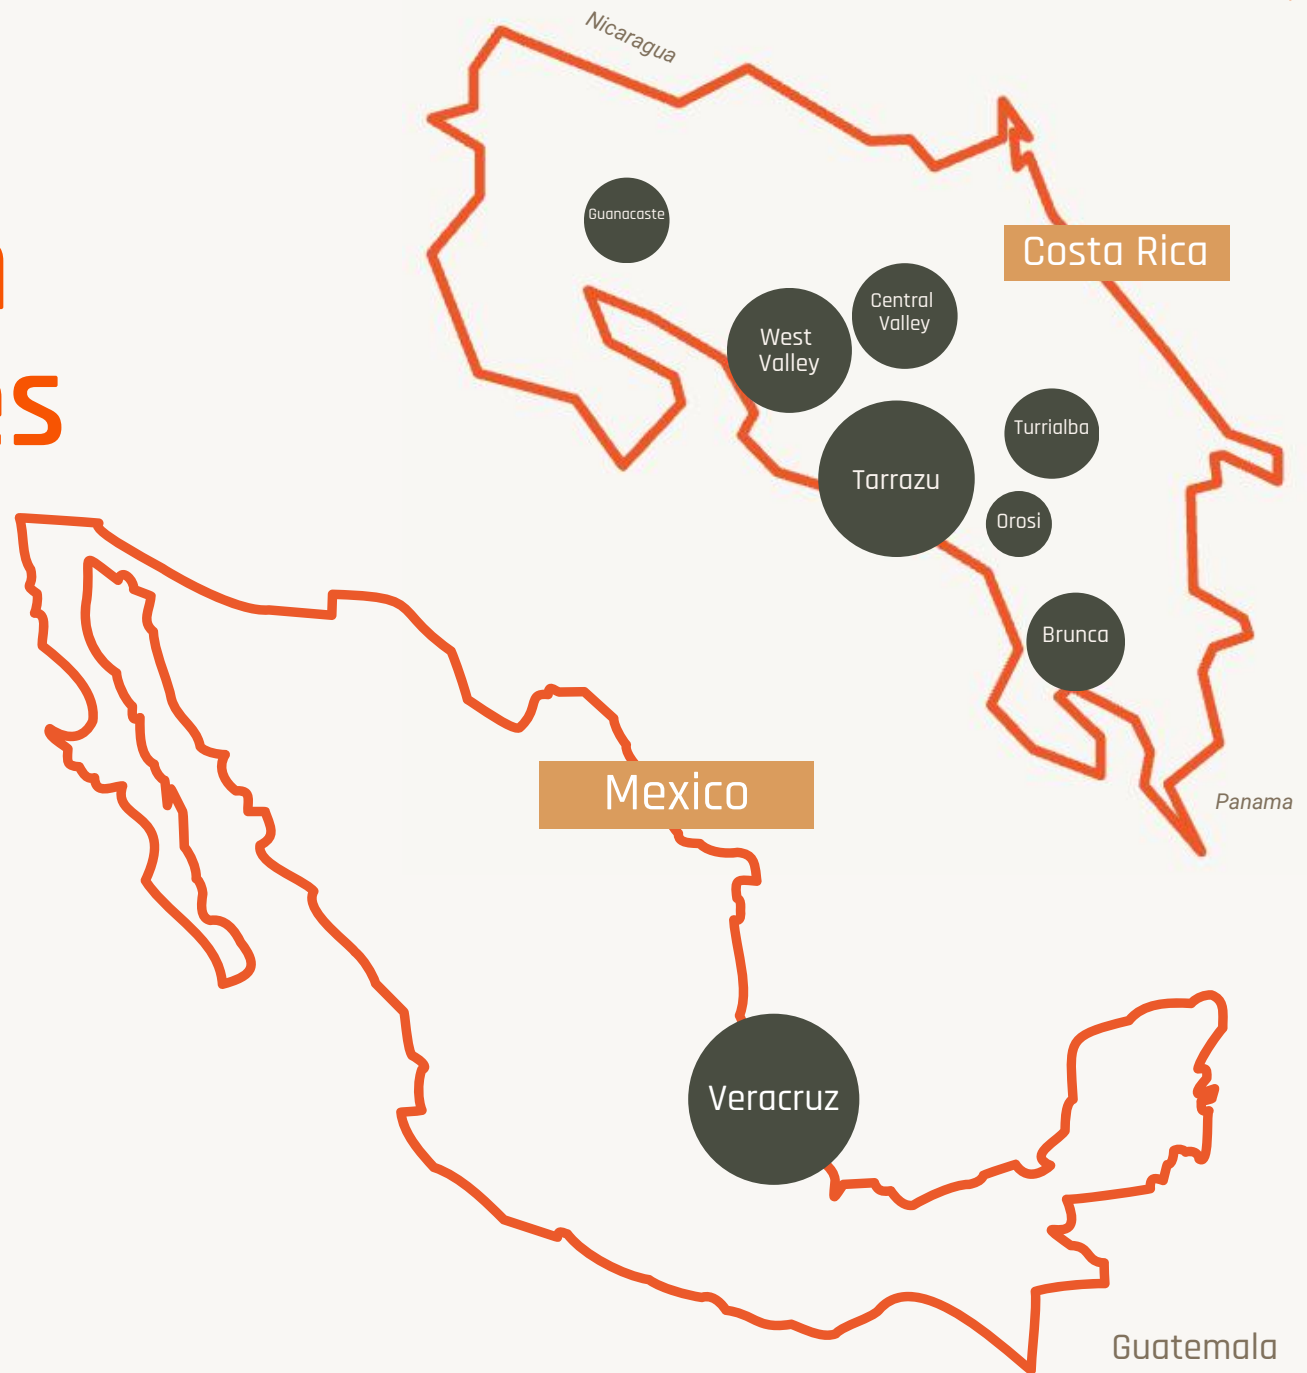 Nicaragua
Guanacaste
Costa Rica
Central
Valley
West
Valley
Turrialba
Tarrazu
Orosi
Brunca
Panama
Mexico
Veracruz
Guatemala